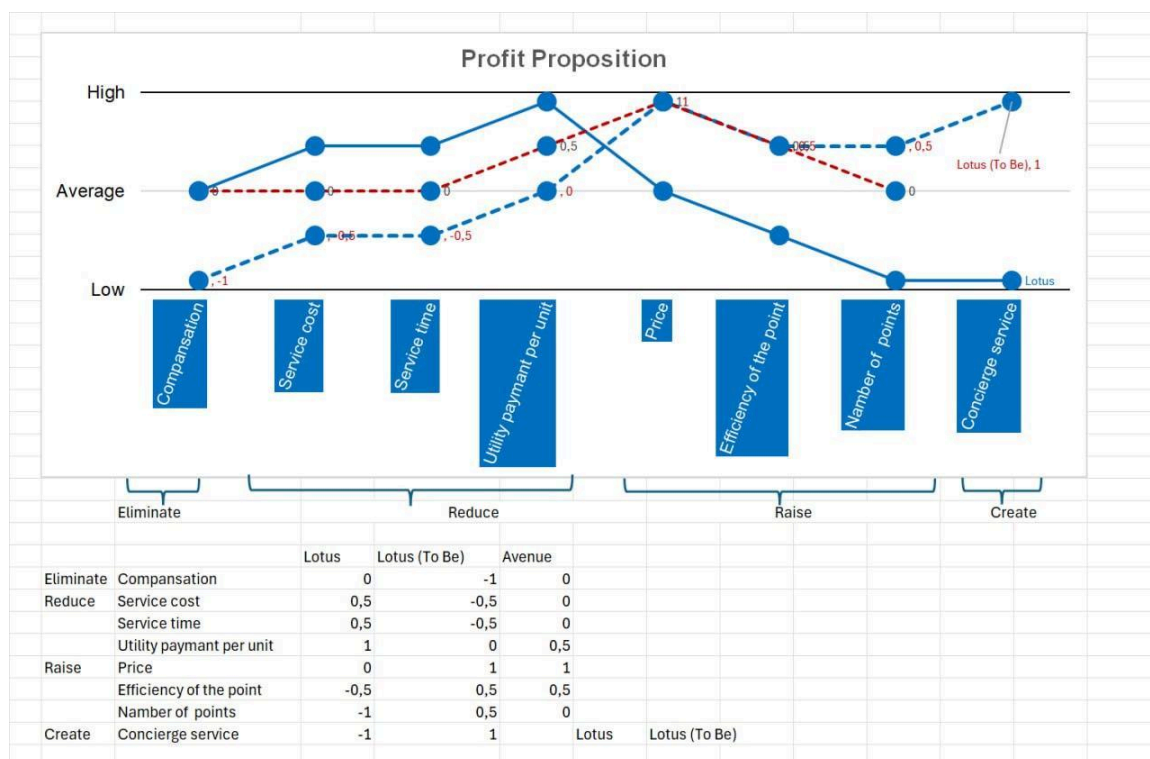 Profit Proposition
High
11
0,5
, 0,5
Lotus (To Be), 1
Average
0
0
0
, 0
0
, -0,5
, -0,5
, -1
Low
Lotus
Compansation
Service cost
Service time
Utility paymant per unit
Price
Efficiency of the point
Namber of points
Concierge service
Eliminate Reduce Raise Create
Lotus Lotus (To Be) Avenue
Eliminate Compansation 0 -1 0
Reduce Service cost 0,5 -0,5 0
Service time 0,5 -0,5 0
Utility paymant per unit 1 0 0,5
Raise Price 0 1 1
Efficiency of the point -0,5 0,5 0,5
Namber of points -1 0,5 0
Create Concierge service -1 1 Lotus Lotus (To Be)